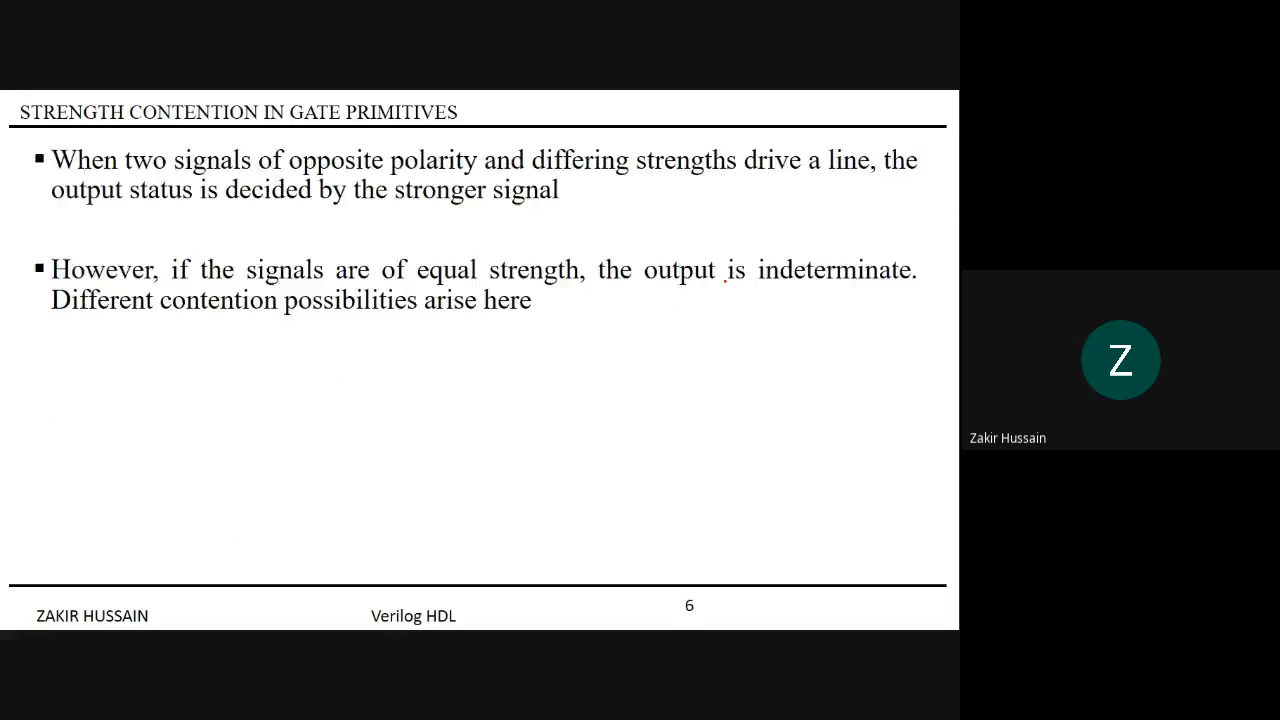 STRENGTH CONTENTION IN GATE PRIMITIVES
▪ When two signals of opposite polarity and differing strengths drive a line, the
output status is decided by the stronger signal
▪ However, if the signals are of equal strength, the output is indeterminate.
Different contention possibilities arise here
Z
Zakir Hussain
ZAKIR HUSSAIN
Verilog HDL
6